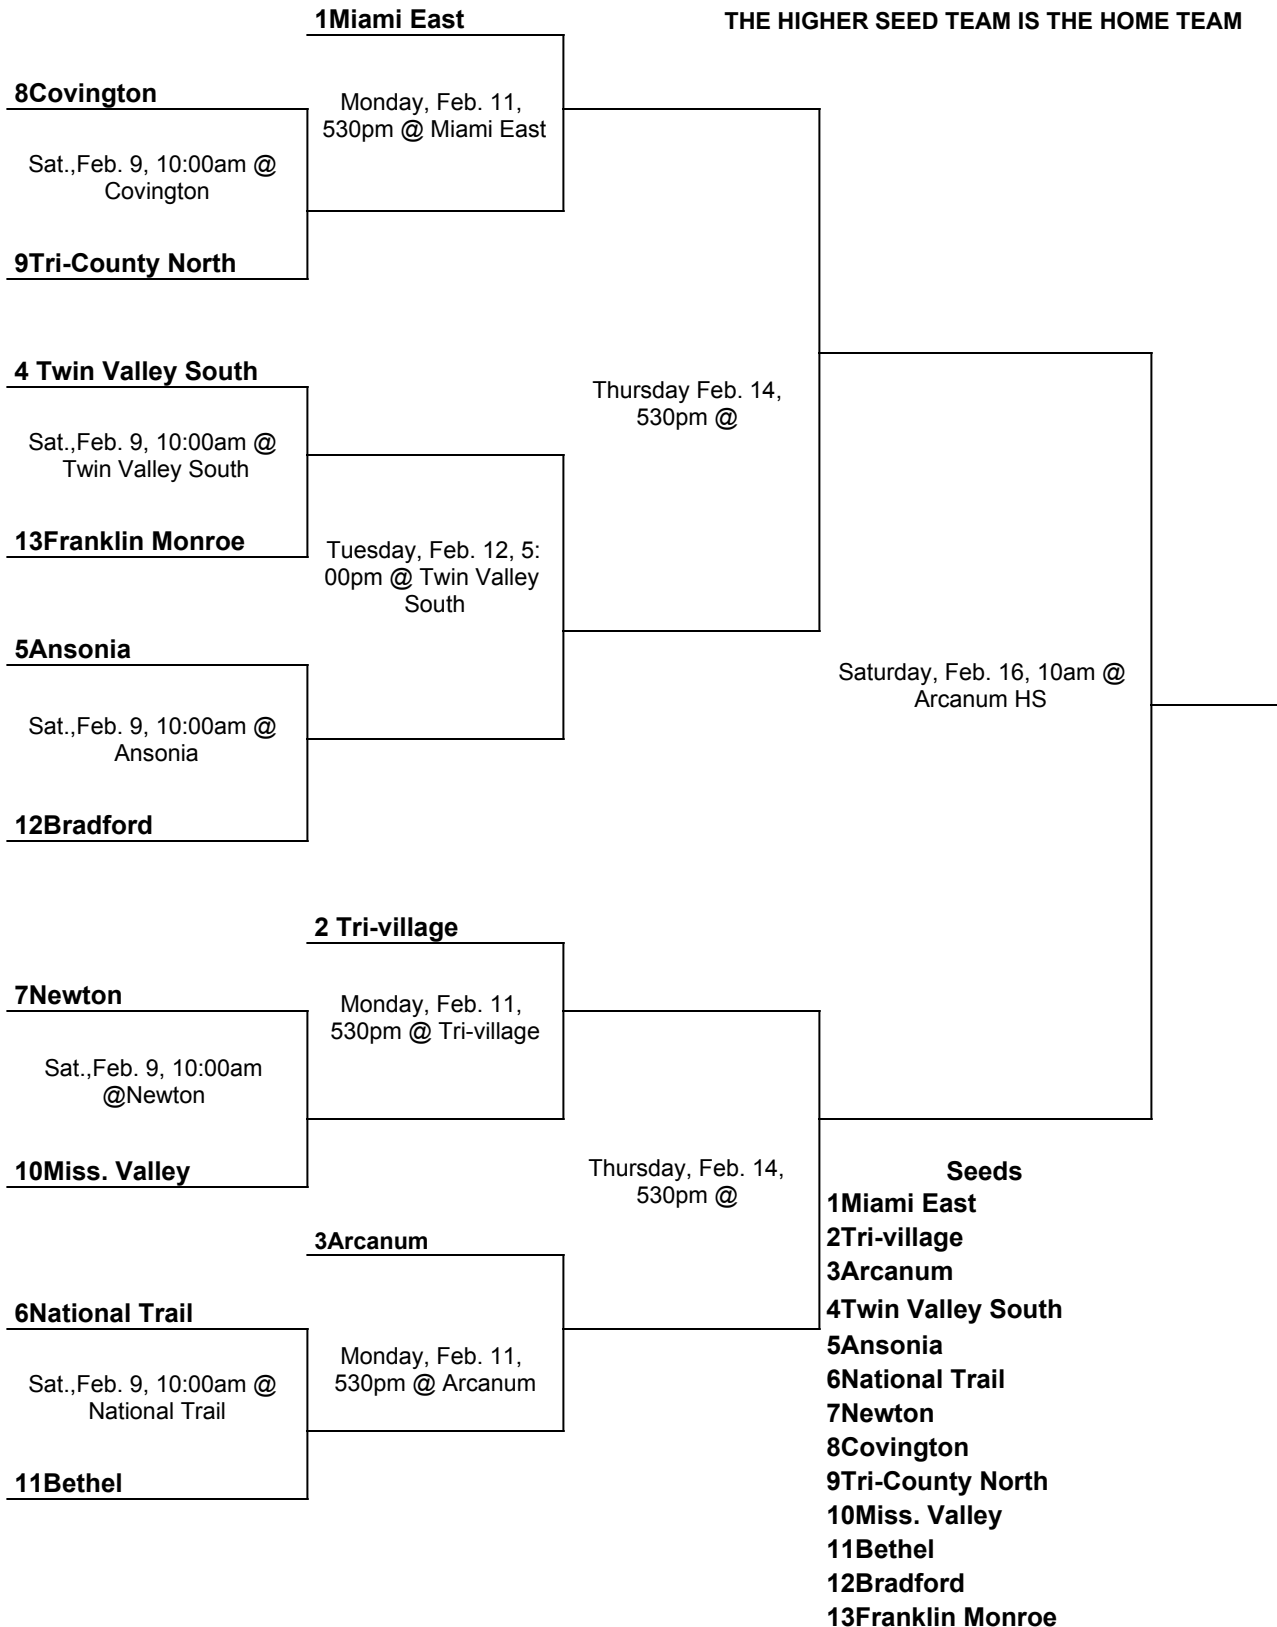 1Miami East
THE HIGHER SEED TEAM IS THE HOME TEAM
8Covington
Monday, Feb. 11,
530pm @ Miami East
Sat.,Feb. 9, 10:00am @
Covington
9Tri-County North
4 Twin Valley South
Thursday Feb. 14,
530pm @
Sat.,Feb. 9, 10:00am @
Twin Valley South
13Franklin Monroe
Tuesday, Feb. 12, 5:
00pm @ Twin Valley
South
5Ansonia
Saturday, Feb. 16, 10am @
Arcanum HS
Sat.,Feb. 9, 10:00am @
Ansonia
12Bradford
2 Tri-village
7Newton
Monday, Feb. 11,
530pm @ Tri-village
Sat.,Feb. 9, 10:00am
@Newton
10Miss. Valley
Thursday, Feb. 14,
530pm @
3Arcanum
6National Trail
Monday, Feb. 11,
530pm @ Arcanum
Sat.,Feb. 9, 10:00am @
National Trail
11Bethel
Seeds
1Miami East
2Tri-village
3Arcanum
4Twin Valley South
5Ansonia
6National Trail
7Newton
8Covington
9Tri-County North
10Miss. Valley
11Bethel
12Bradford
13Franklin Monroe